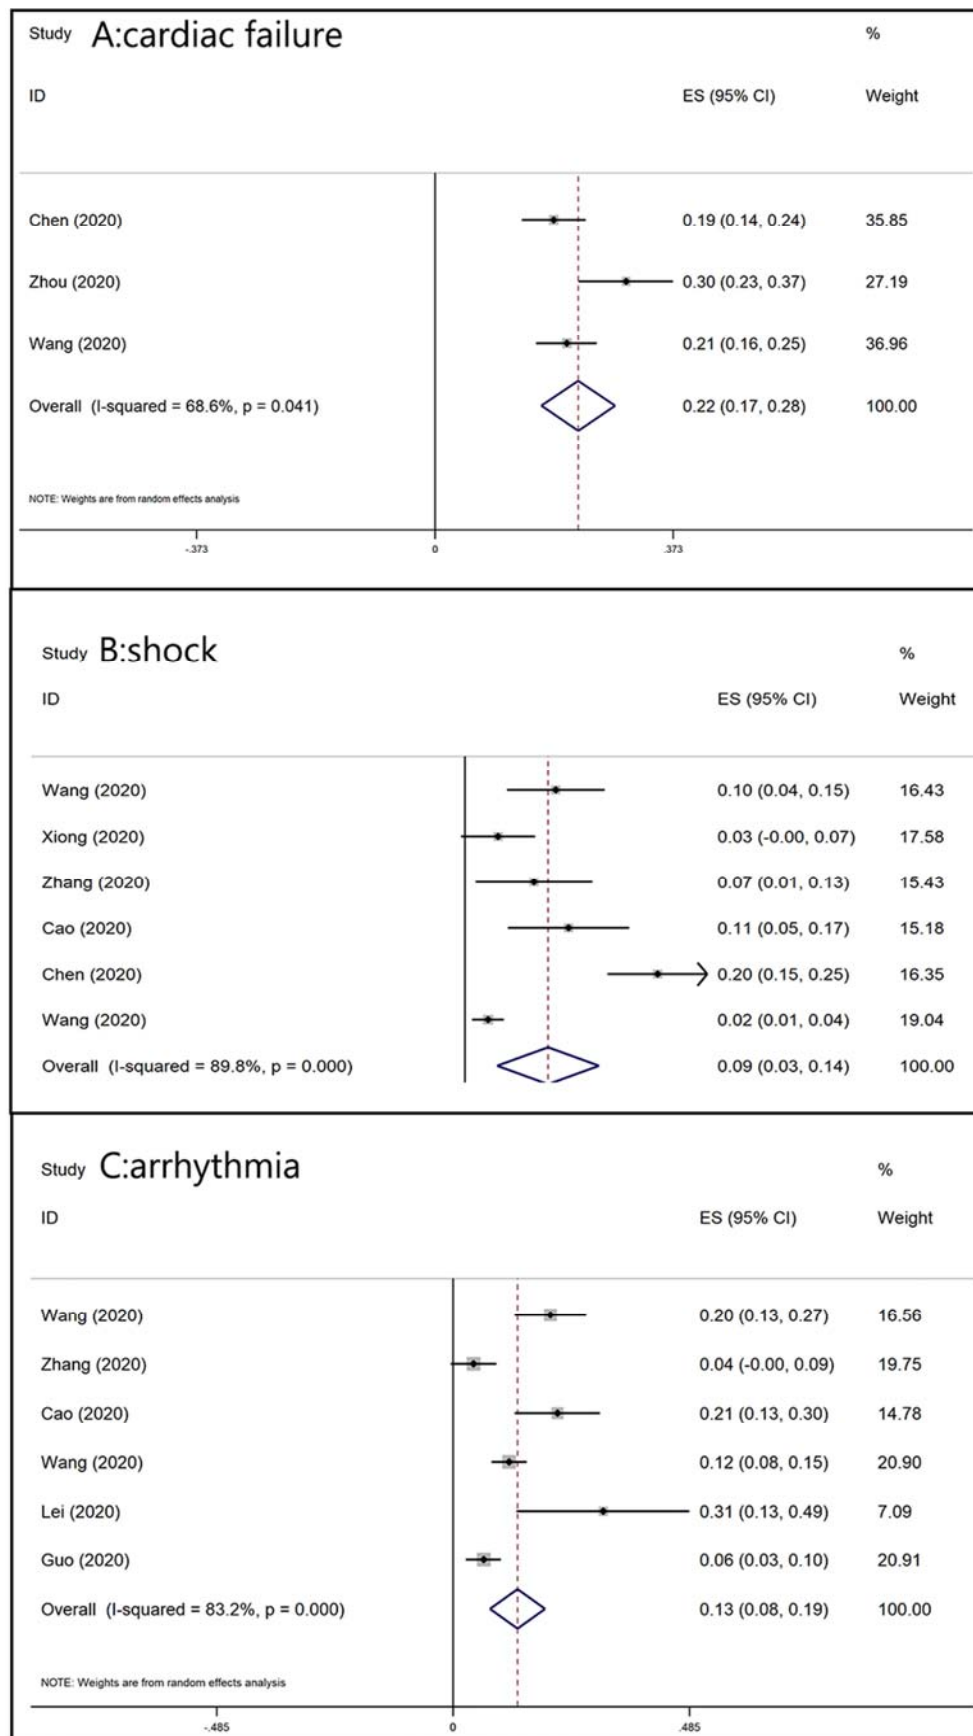 Study A:cardiac failure %
ID ES (95% CI) Weight
Chen (2020) 0.19 (0.14, 0.24) 35.85
Zhou (2020) 0.30 (0.23, 0.37) 27.19
Wang (2020) 0.21 (0.16, 0.25) 36.96
Overall (I-squared = 68.6%, p = 0.041) 0.22 (0.17, 0.28) 100.00
NOTE: Weights are from random effects analysis
-.373 0 .373
Study B:shock %
ID ES (95% CI) Weight
Wang (2020) 0.10 (0.04, 0.15) 16.43
Xiong (2020) 0.03 (-0.00, 0.07) 17.58
Zhang (2020) 0.07 (0.01, 0.13) 15.43
Cao (2020) 0.11 (0.05, 0.17) 15.18
Chen (2020) 0.20 (0.15, 0.25) 16.35
Wang (2020) 0.02 (0.01, 0.04) 19.04
Overall (I-squared = 89.8%, p = 0.000) 0.09 (0.03, 0.14) 100.00
Study C:arrhythmia %
ID ES (95% CI) Weight
Wang (2020) 0.20 (0.13, 0.27) 16.56
Zhang (2020) 0.04 (-0.00, 0.09) 19.75
Cao (2020) 0.21 (0.13, 0.30) 14.78
Wang (2020) 0.12 (0.08, 0.15) 20.90
Lei (2020) 0.31 (0.13, 0.49) 7.09
Guo (2020) 0.06 (0.03, 0.10) 20.91
Overall (I-squared = 83.2%, p = 0.000) 0.13 (0.08, 0.19) 100.00
NOTE: Weights are from random effects analysis
-.485 0 .485